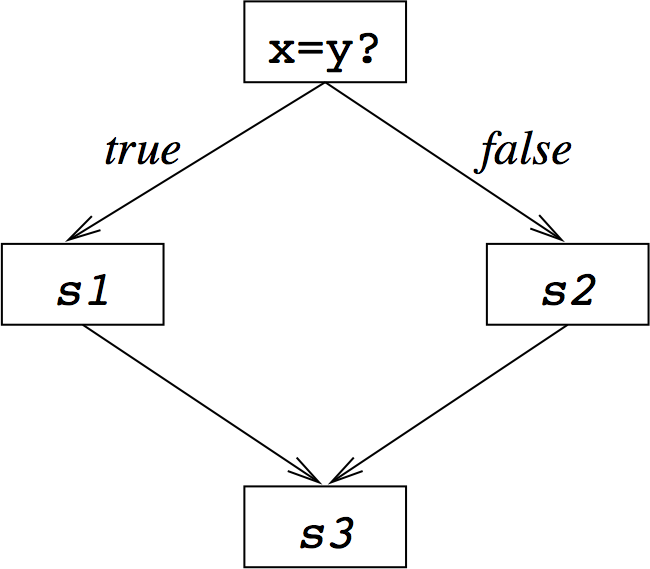 x=y?
true
false
s1
s2
s3